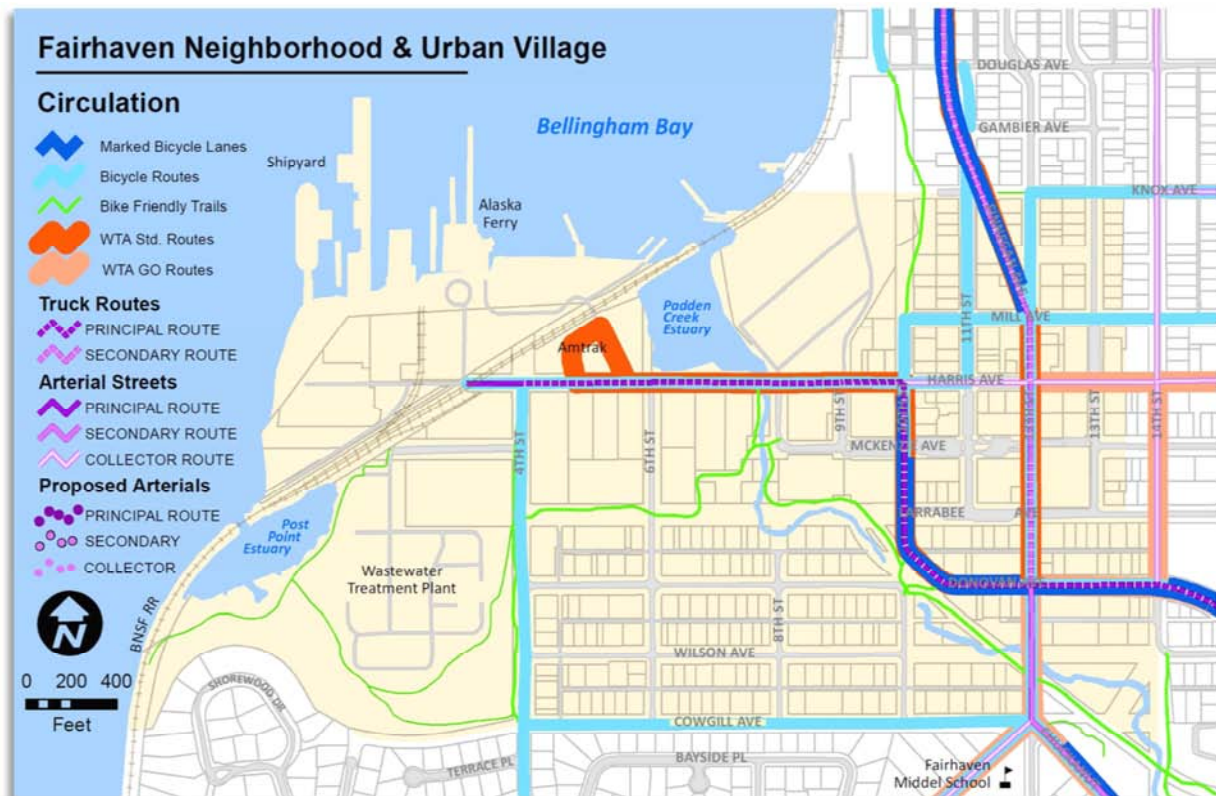 Fairhaven Neighborhood & Urban Village
Circulation
Marked Bicycle Lanes
Bicycle Routes
Bike Friendly Trails
WTA Std. Routes
WTA GO Routes
Truck Routes
PRINCIPAL ROUTE
SECONDARY ROUTE
Arterial Streets
PRINCIPAL ROUTE
SECONDARY ROUTE
COLLECTOR ROUTE
Proposed Arterials
PRINCIPAL ROUTE
SECONDARY
COLLECTOR
N
0 200 400
Feet
Bellingham Bay
Shipyard
Alaska
Ferry
Padden
Creek
Estuary
Amtrak
Post
Point
Estuary
Wastewater
Treatment Plant
BNSF RR
SHOREWOOD DR
TERRACE PL
BAYSIDE PL
COWGILL AVE
WILSON AVE
4TH ST
6TH ST
8TH ST
9TH ST
11TH ST
13TH ST
14TH ST
DOUGLAS AVE
GAMBIER AVE
KNOX AVE
MILL AVE
HARRIS AVE
MCKENZIE AVE
AVE
DONOVAN AVE
Fairhaven
Middel School